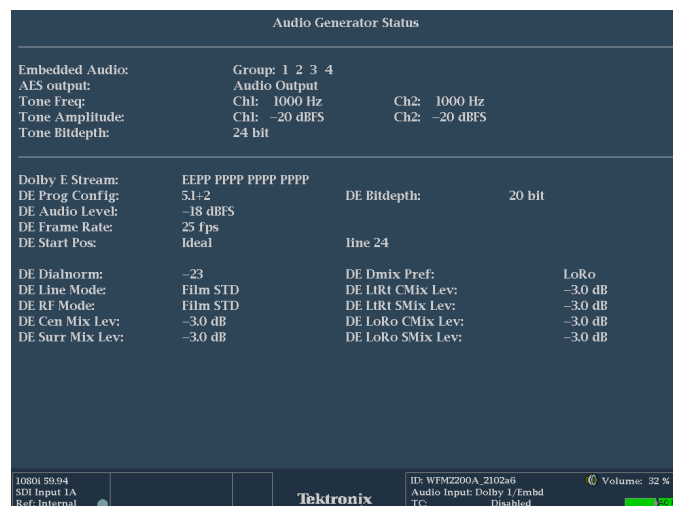 Audio Generator Status
Embedded Audio: Group: 1 2 3 4
AES output: Audio Output
Tone Freq: Ch1: 1000 Hz Ch2: 1000 Hz
Tone Amplitude: Ch1: −20 dBFS Ch2: −20 dBFS
Tone Bitdepth: 24 bit
Dolby E Stream: EEPP PPPP PPPP PPPP
DE Prog Config: 5.1+2 DE Bitdepth: 20 bit
DE Audio Level: −18 dBFS
DE Frame Rate: 25 fps
DE Start Pos: Ideal line 24
DE Dialnorm: −23 DE Dmix Pref: LoRo
DE Line Mode: Film STD DE LtRt CMix Lev: −3.0 dB
DE RF Mode: Film STD DE LtRt SMix Lev: −3.0 dB
DE Cen Mix Lev: −3.0 dB DE LoRo CMix Lev: −3.0 dB
DE Surr Mix Lev: −3.0 dB DE LoRo SMix Lev: −3.0 dB
1080i 59.94 ID: WFM2200A_2102a6 Volume: 32 %
SDI Input 1A Audio Input: Dolby 1/Embd
Ref: Internal Tektronix TC: Disabled